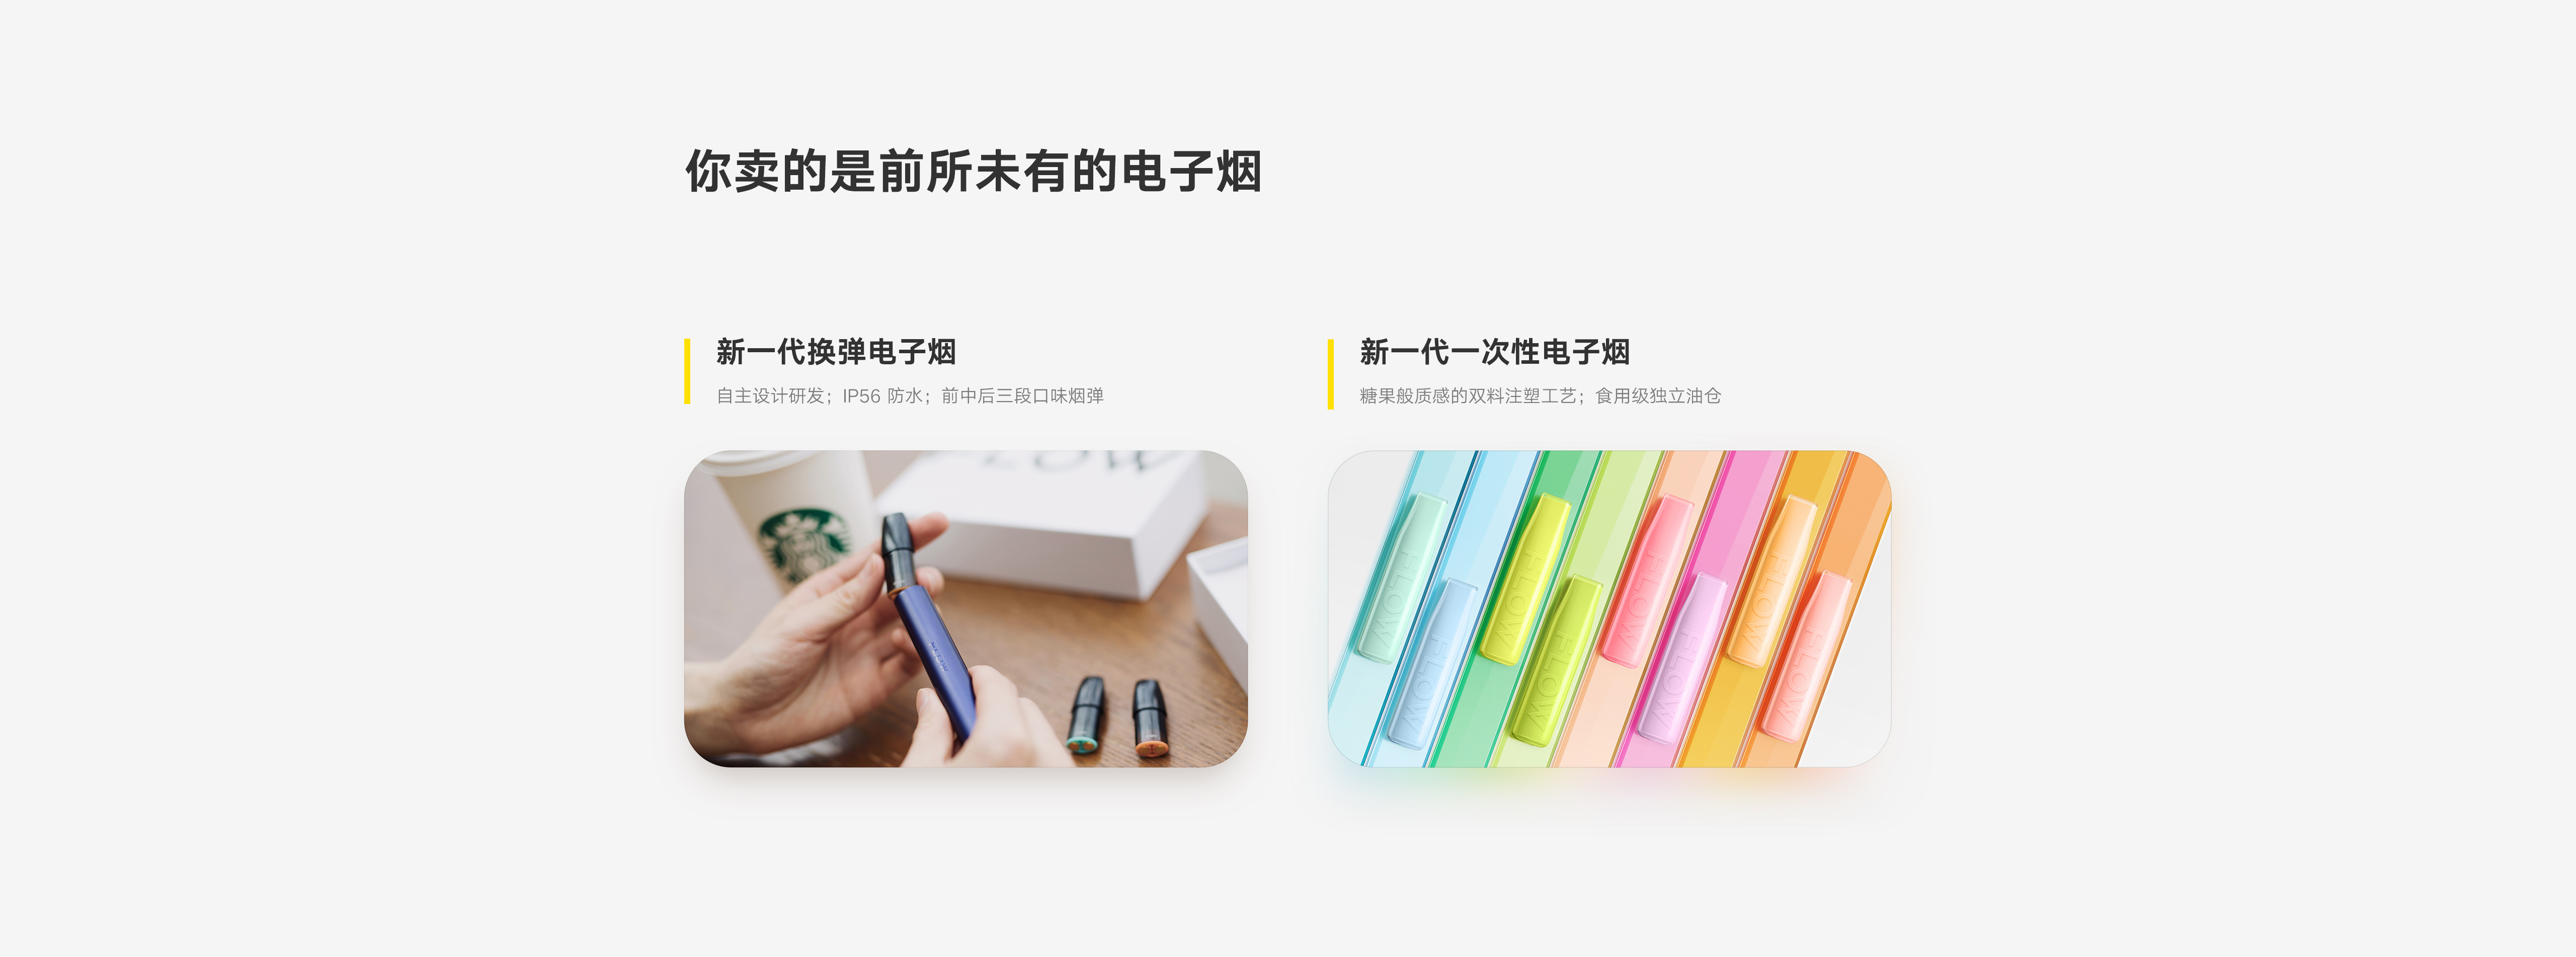 你卖的是前所未有的电子烟
新一代换弹电子烟
自主设计研发；IP56 防水；前中后三段口味烟弹
新一代一次性电子烟
糖果般质感的双料注塑工艺；食用级独立油仓
FLOW
FLOW
FLOW
FLOW
FLOW
FLOW
FLOW
FLOW